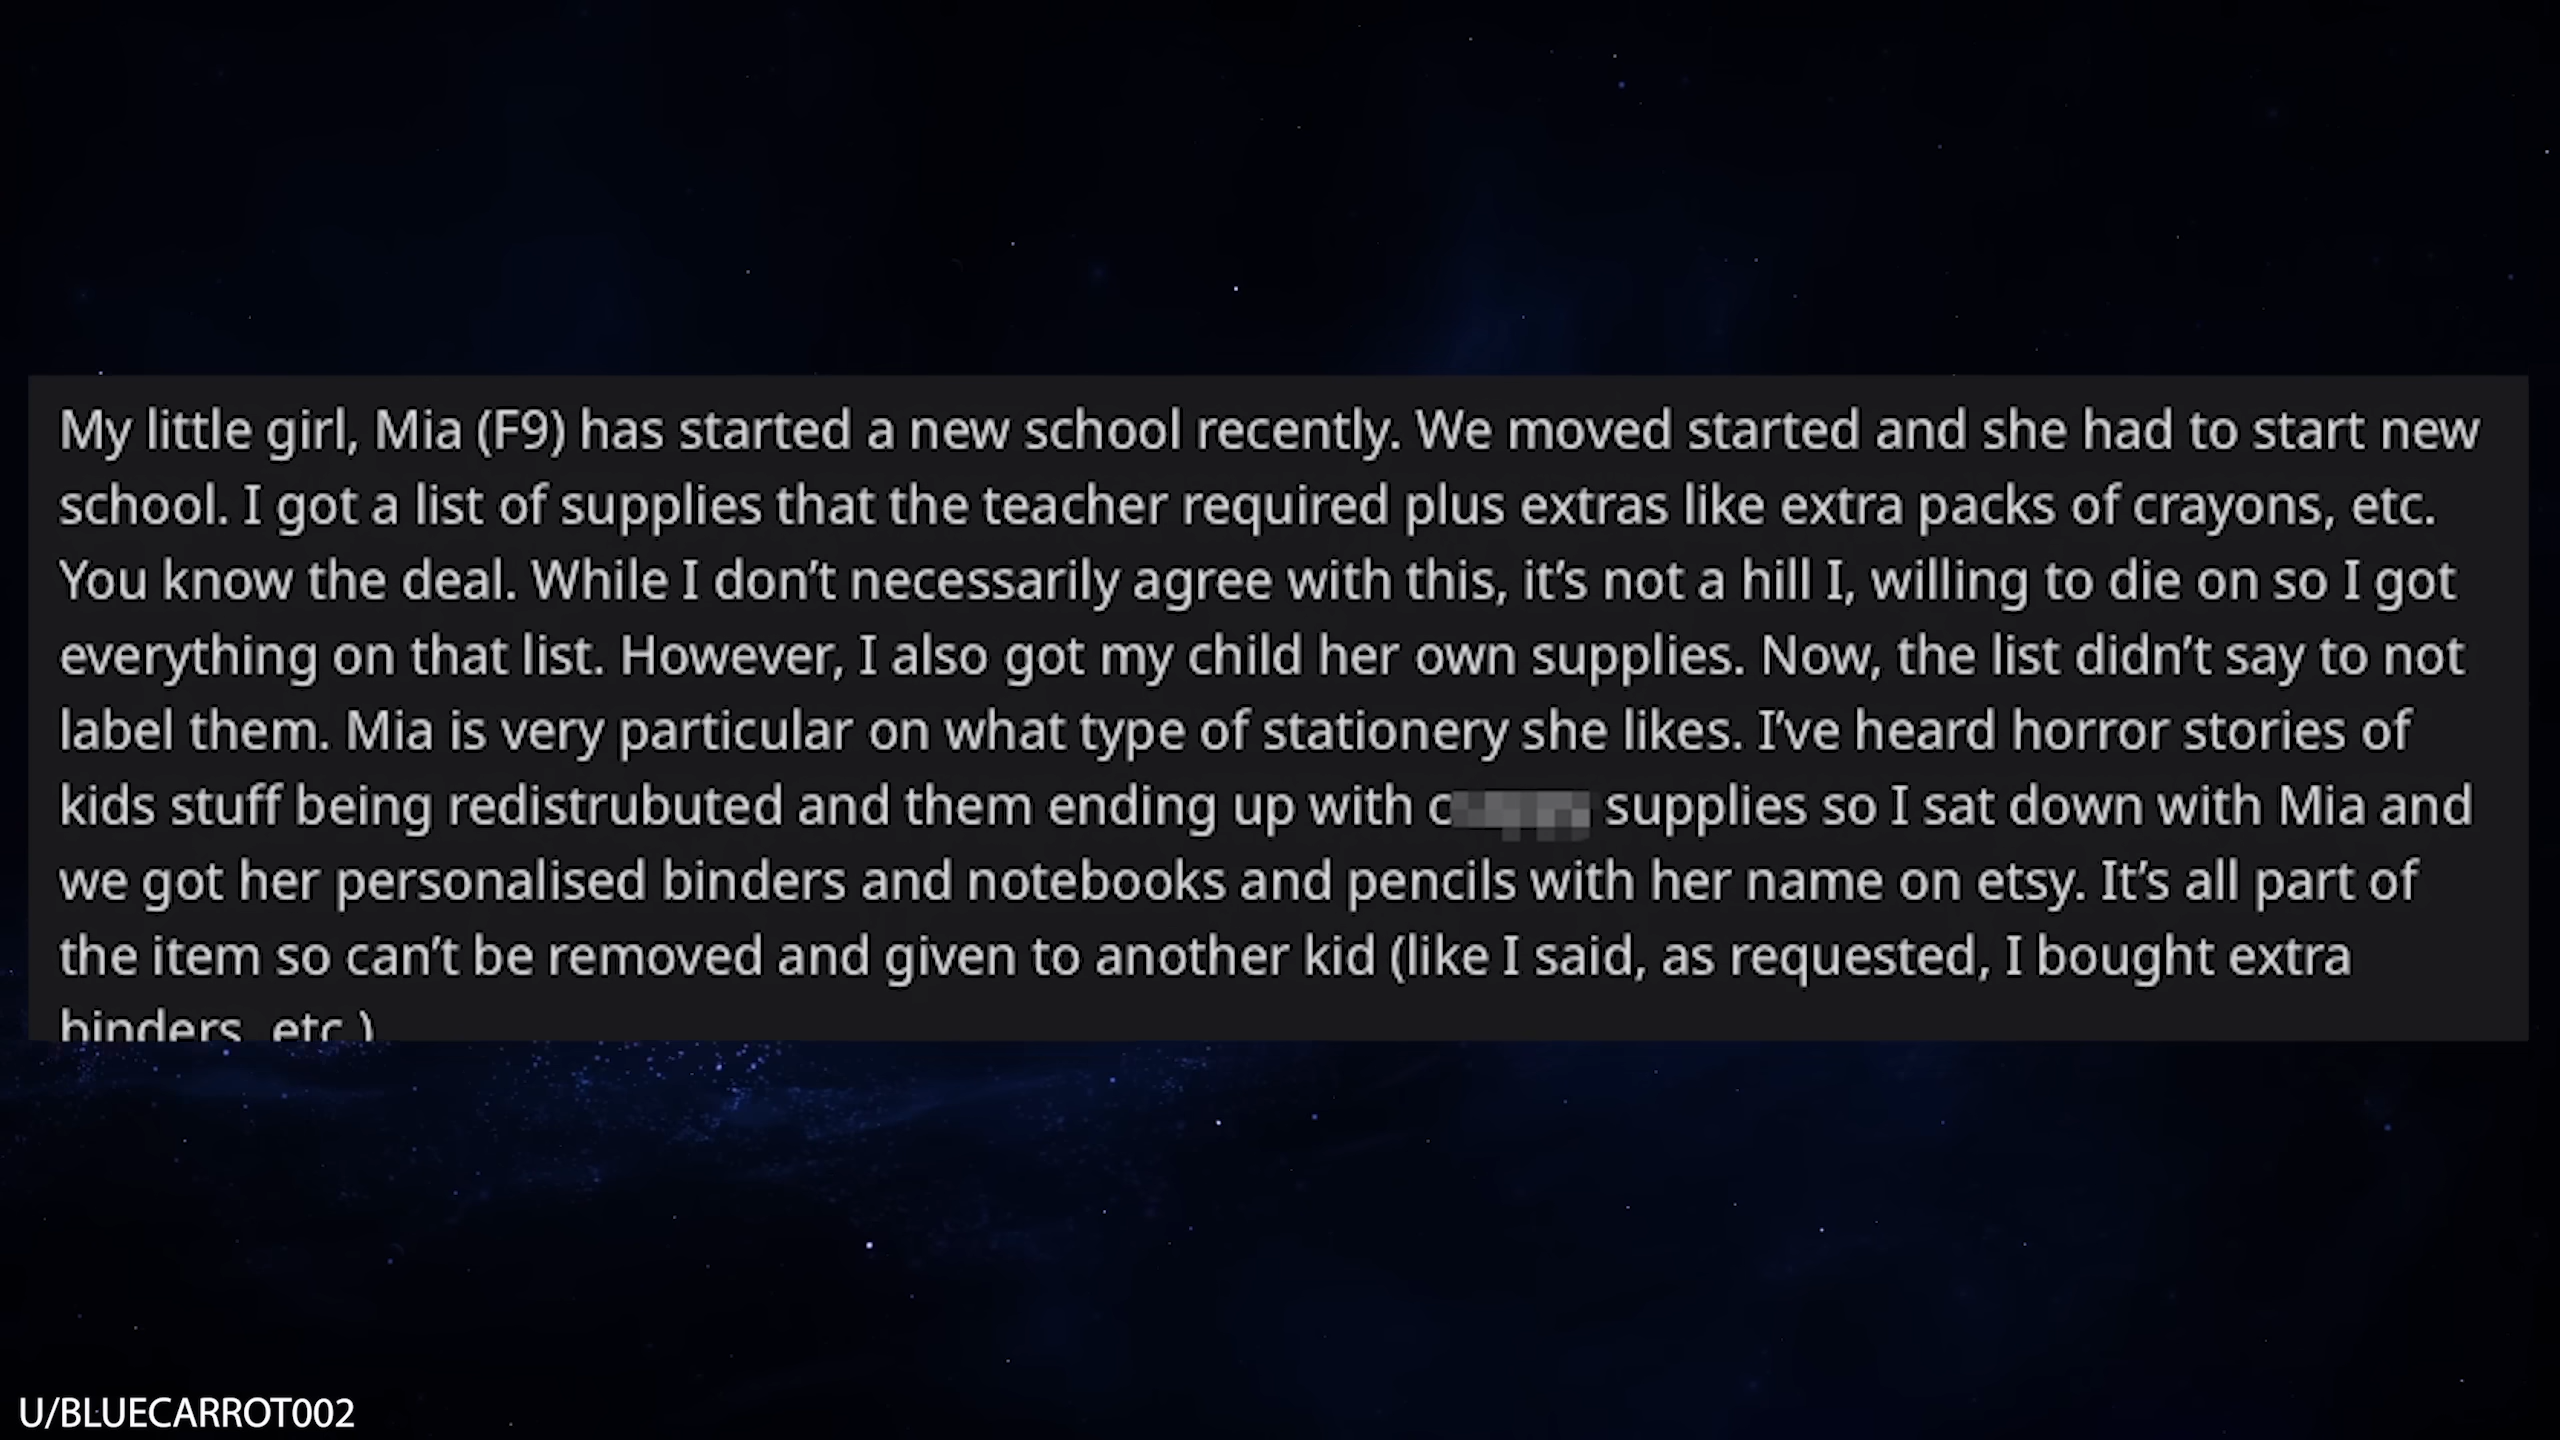 My little girl, Mia (F9) has started a new school recently. We moved started and she had to start new
school. I got a list of supplies that the teacher required plus extras like extra packs of crayons, etc.
You know the deal. While I don’t necessarily agree with this, it’s not a hill I, willing to die on so I got
everything on that list. However, I also got my child her own supplies. Now, the list didn’t say to not
label them. Mia is very particular on what type of stationery she likes. I’ve heard horror stories of
kids stuff being redistrubuted and them ending up with supplies so I sat down with Mia and
we got her personalised binders and notebooks and pencils with her name on etsy. It’s all part of
the item so can’t be removed and given to another kid (like I said, as requested, I bought extra
binders, etc.)
U/BLUECARROT002